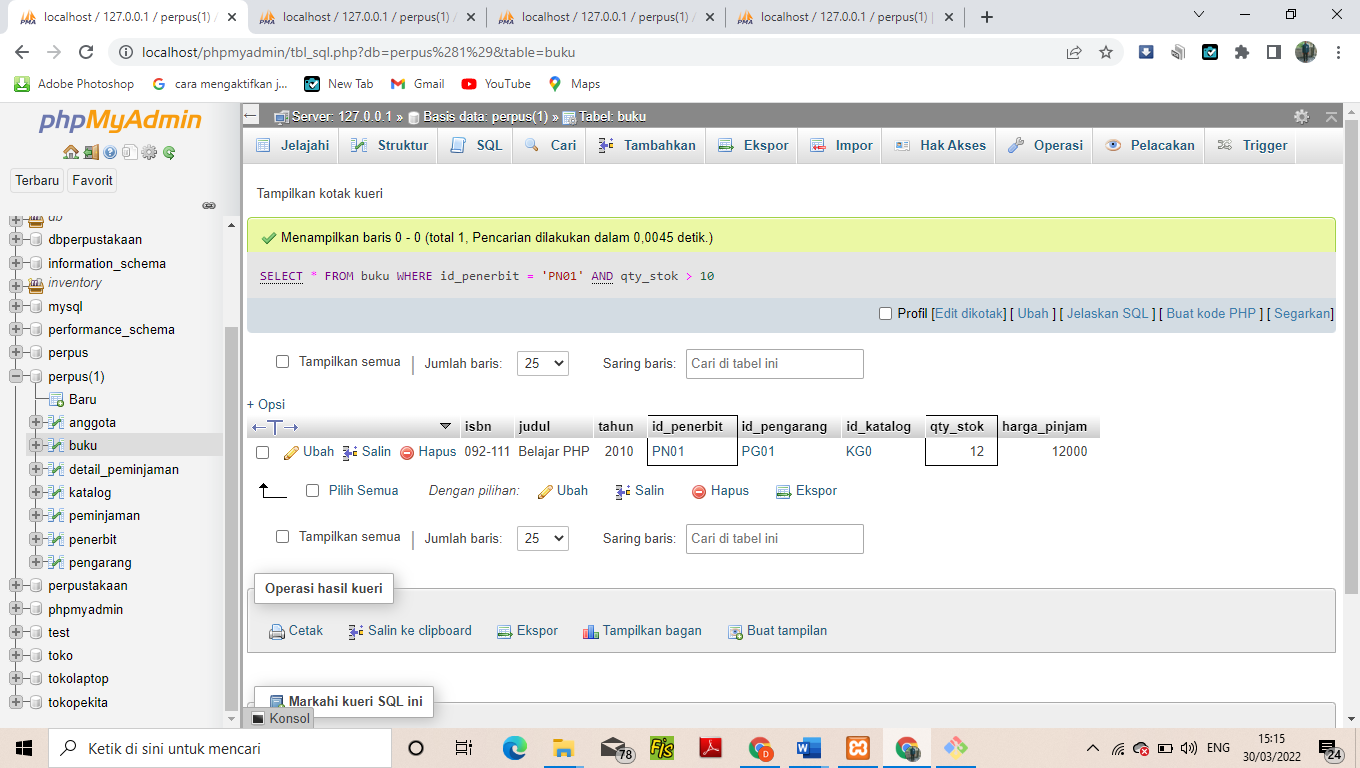 localhost / 127.0.0.1 / perpus(1) /
localhost / 127.0.0.1 / perpus(1) /
localhost / 127.0.0.1 / perpus(1) /
localhost / 127.0.0.1 / perpus(1) |
localhost/phpmyadmin/tbl_sql.php?db=perpus%281%29&table=buku
Adobe Photoshop
cara mengaktifkan j...
New Tab
Gmail
YouTube
Maps
phpMyAdmin
Terbaru Favorit
db
dbperpustakaan
information_schema
inventory
mysql
performance_schema
perpus
perpus(1)
Baru
anggota
buku
detail_peminjaman
katalog
peminjaman
penerbit
pengarang
perpustakaan
phpmyadmin
test
toko
tokolaptop
tokopekita
Server: 127.0.0.1 » Basis data: perpus(1) » Tabel: buku
Jelajahi Struktur SQL Cari Tambahkan Ekspor Impor Hak Akses Operasi Pelacakan Trigger
Tampilkan kotak kueri
Menampilkan baris 0 - 0 (total 1, Pencarian dilakukan dalam 0,0045 detik.)
SELECT * FROM buku WHERE id_penerbit = 'PN01' AND qty_stok > 10
Profil [Edit dikotak] [ Ubah ] [ Jelaskan SQL ] [ Buat kode PHP ] [ Segarkan]
Tampilkan semua | Jumlah baris: 25 Saring baris: Cari di tabel ini
+ Opsi
←T→ isbn judul tahun id_penerbit id_pengarang id_katalog qty_stok harga_pinjam
Ubah Salin Hapus 092-111 Belajar PHP 2010 PN01 PG01 KG0 12 12000
Pilih Semua Dengan pilihan: Ubah Salin Hapus Ekspor
Tampilkan semua | Jumlah baris: 25 Saring baris: Cari di tabel ini
Operasi hasil kueri
Cetak Salin ke clipboard Ekspor Tampilkan bagan Buat tampilan
Markahi kueri SQL ini
Konsol
Ketik di sini untuk mencari
78
Fjs
D
ENG
15:15
30/03/2022
24